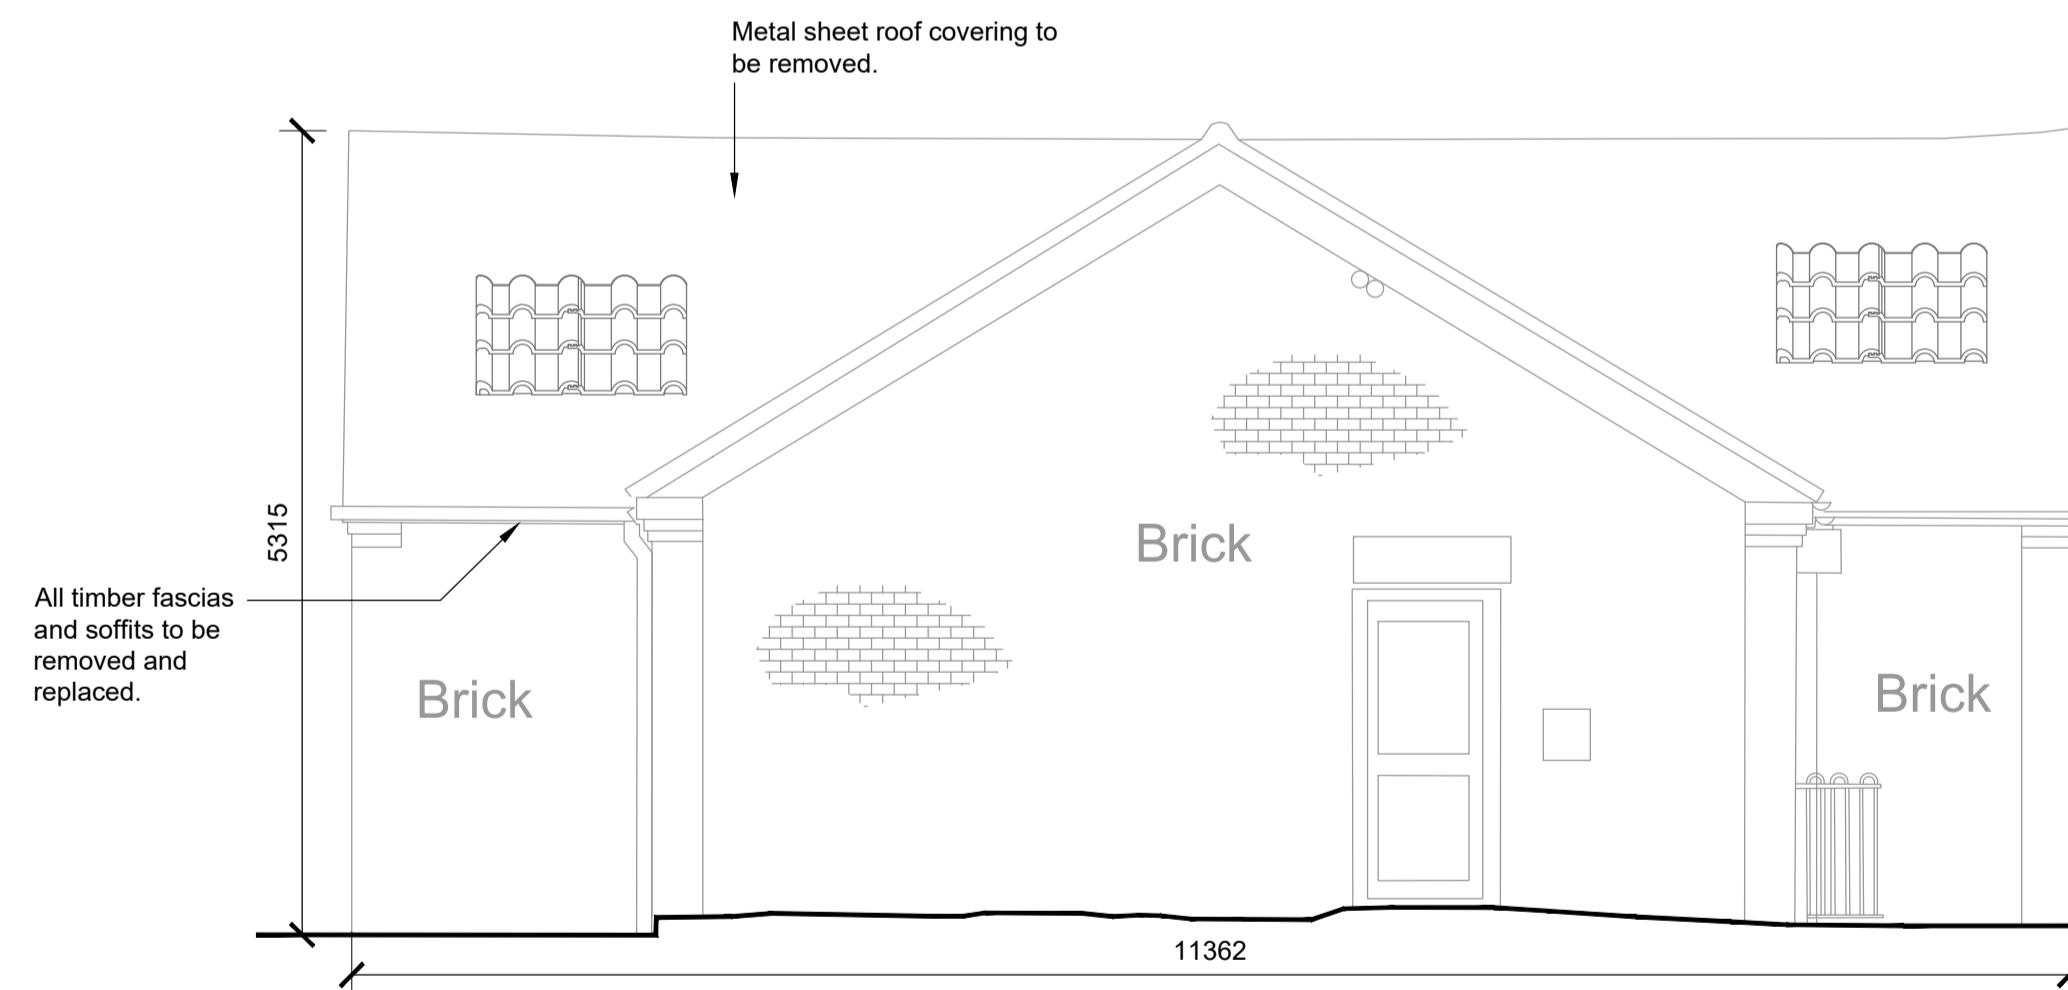 Metal sheet roof covering to
be removed.
5315
All timber fascias
and soffits to be
removed and
replaced.
Brick
Brick
Brick
11362